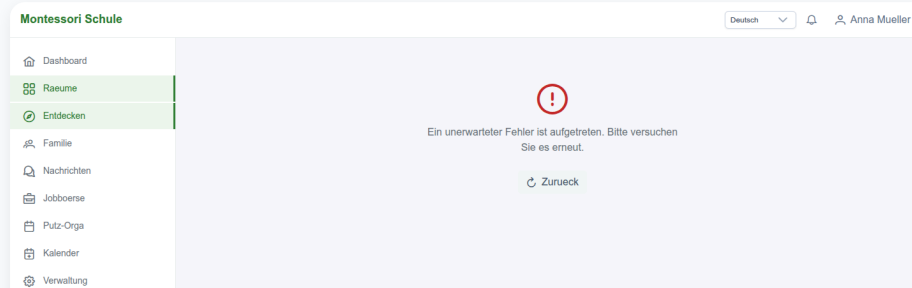 Montessori Schule
Deutsch
Anna Mueller
Dashboard
Raeume
Entdecken
Familie
Nachrichten
Jobboerse
Putz-Orga
Kalender
Verwaltung
Ein unerwarteter Fehler ist aufgetreten. Bitte versuchen
Sie es erneut.
Zurueck